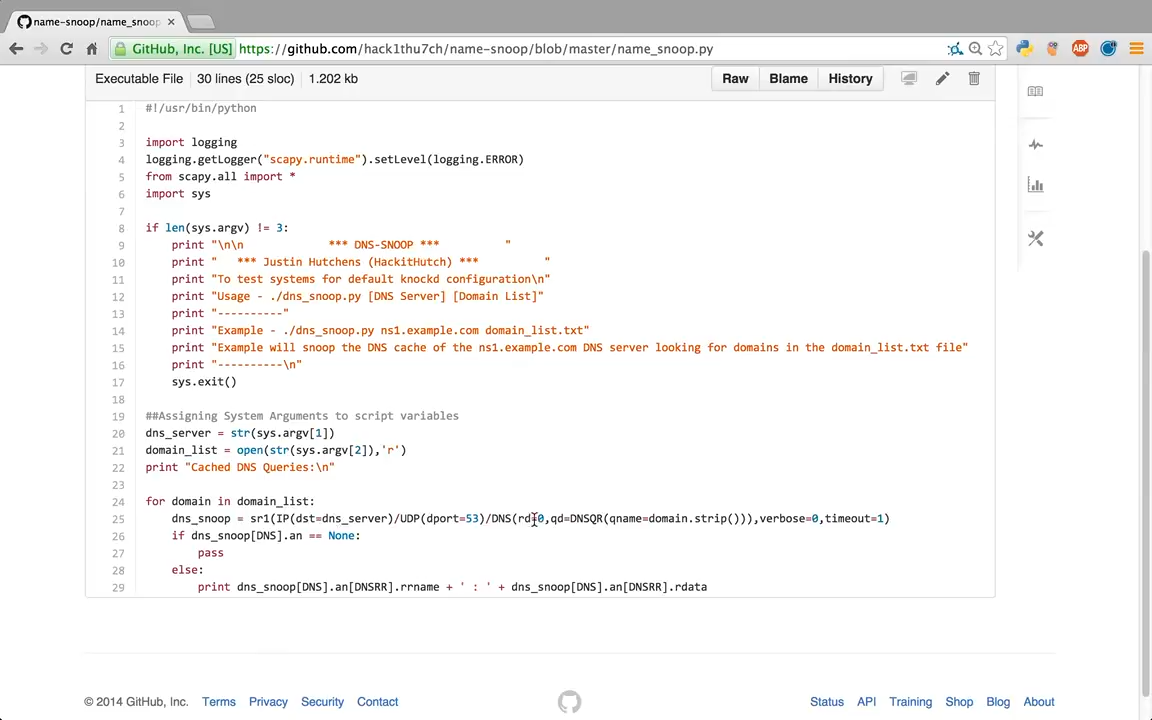 name-snoop/name_snoop
GitHub, Inc. [US] https://github.com/hack1thu7ch/name-snoop/blob/master/name_snoop.py
ABP
Executable File 30 lines (25 sloc) 1.202 kb Raw Blame History
1 #!/usr/bin/python
2
3 import logging
4 logging.getLogger("scapy.runtime").setLevel(logging.ERROR)
5 from scapy.all import *
6 import sys
7
8 if len(sys.argv) != 3:
9 print "\n\n *** DNS-SNOOP *** "
10 print " *** Justin Hutchens (HackitHutch) *** "
11 print "To test systems for default knockd configuration\n"
12 print "Usage - ./dns_snoop.py [DNS Server] [Domain List]"
13 print "----------"
14 print "Example - ./dns_snoop.py ns1.example.com domain_list.txt"
15 print "Example will snoop the DNS cache of the ns1.example.com DNS server looking for domains in the domain_list.txt file"
16 print "----------\n"
17 sys.exit()
18
19 ##Assigning System Arguments to script variables
20 dns_server = str(sys.argv[1])
21 domain_list = open(str(sys.argv[2]),'r')
22 print "Cached DNS Queries:\n"
23
24 for domain in domain_list:
25 dns_snoop = sr1(IP(dst=dns_server)/UDP(dport=53)/DNS(rd=0,qd=DNSQR(qname=domain.strip())),verbose=0,timeout=1)
26 if dns_snoop[DNS].an == None:
27 pass
28 else:
29 print dns_snoop[DNS].an[DNSRR].rrname + ' : ' + dns_snoop[DNS].an[DNSRR].rdata
© 2014 GitHub, Inc. Terms Privacy Security Contact Status API Training Shop Blog About